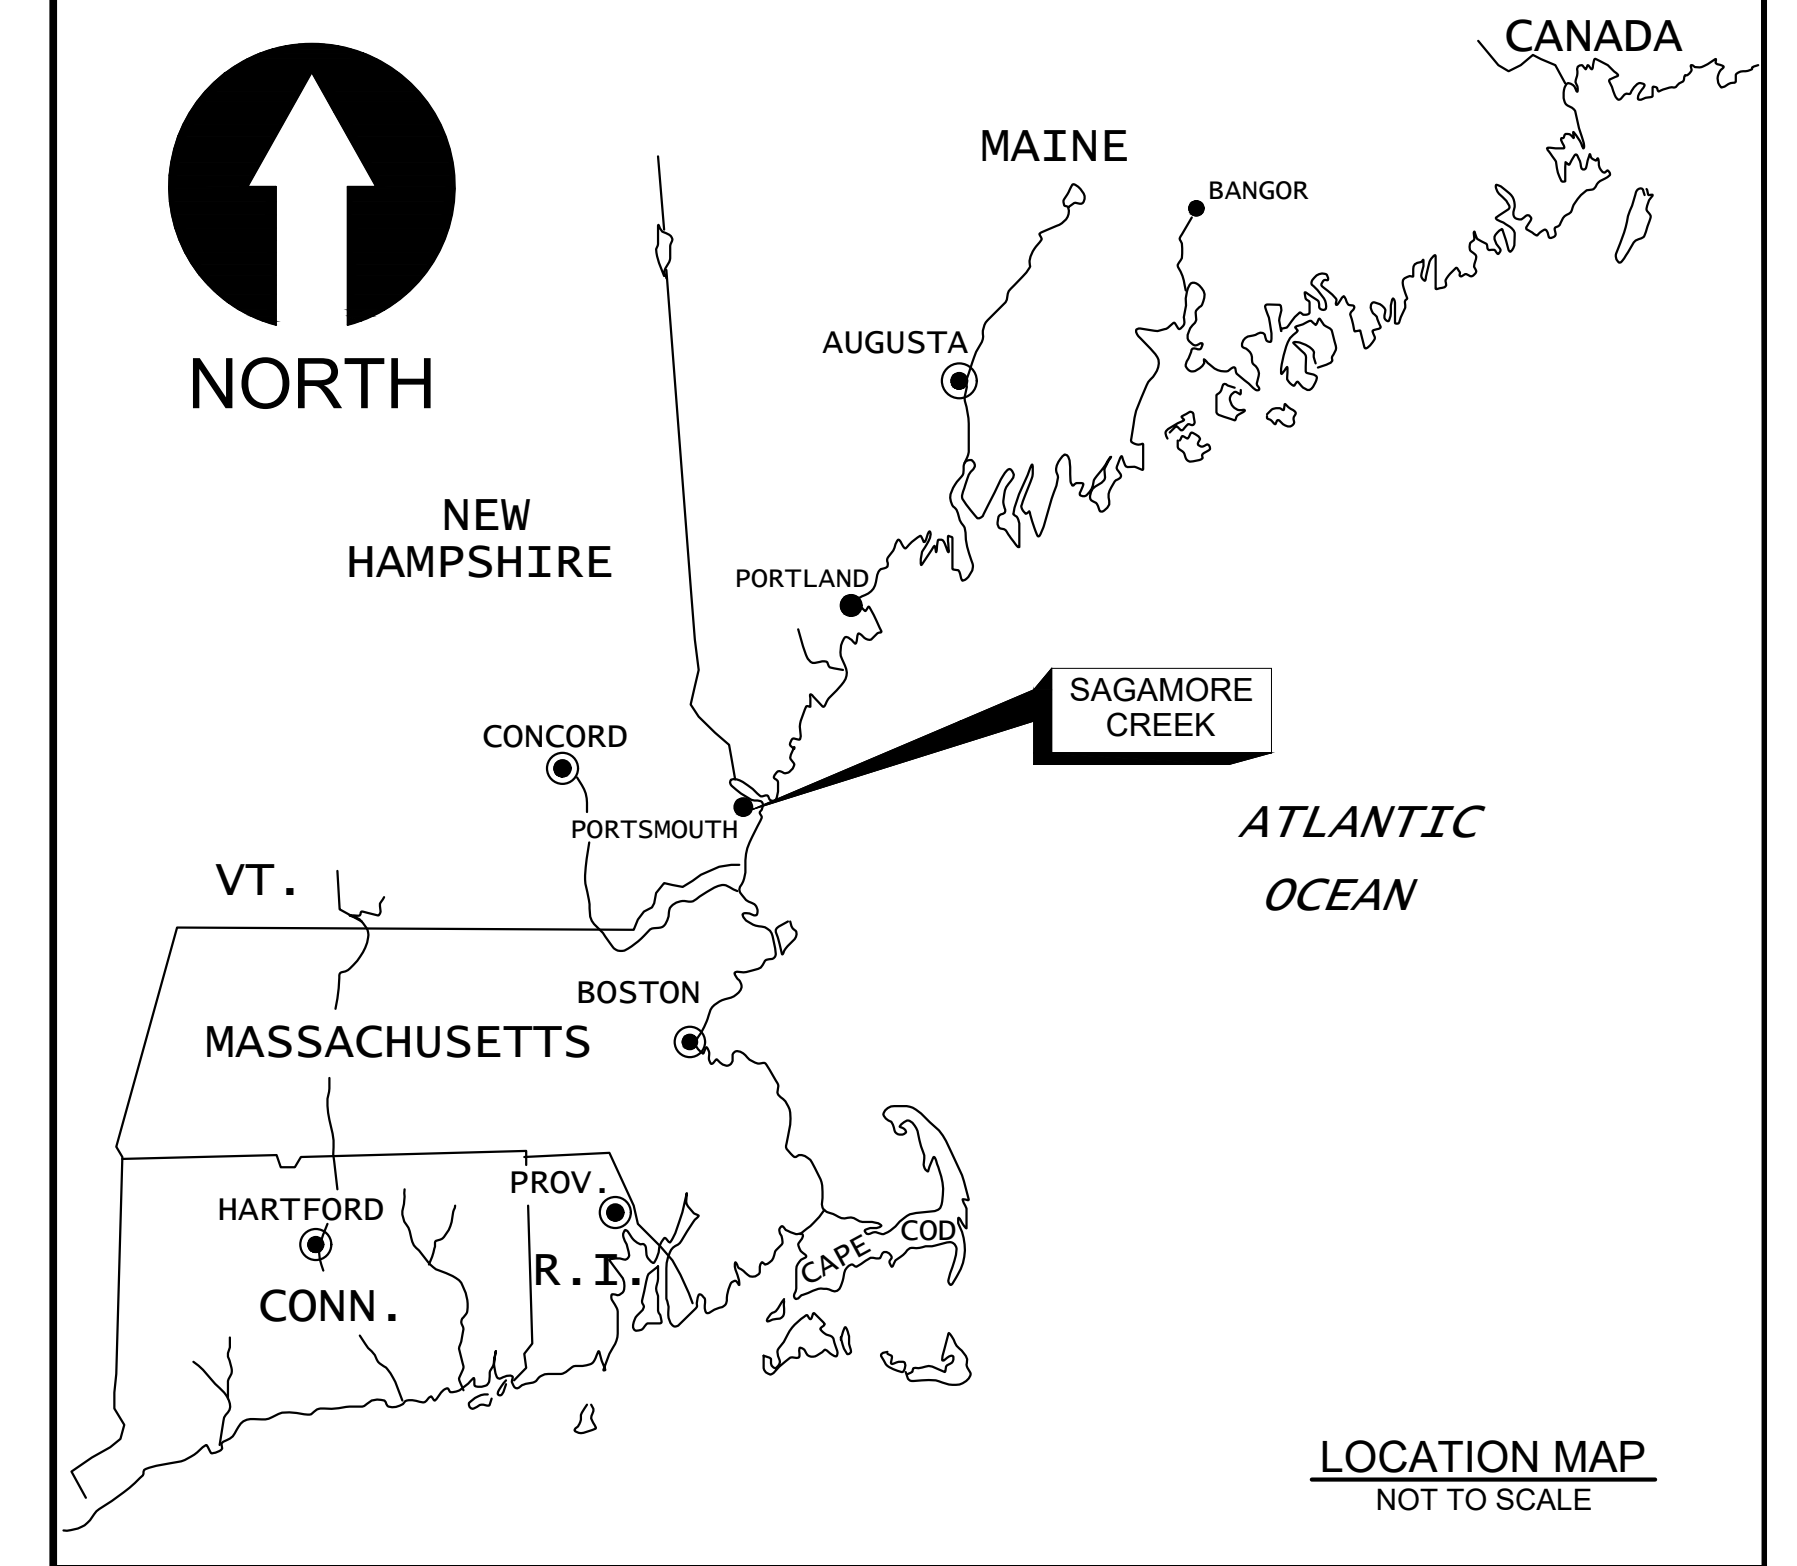 CANADA
MAINE
BANGOR
AUGUSTA
NORTH
NEW
HAMPSHIRE
PORTLAND
SAGAMORE
CREEK
CONCORD
PORTSMOUTH
ATLANTIC
OCEAN
VT.
BOSTON
MASSACHUSETTS
PROV.
HARTFORD
CAPE COD
R.I.
CONN.
LOCATION MAP
NOT TO SCALE